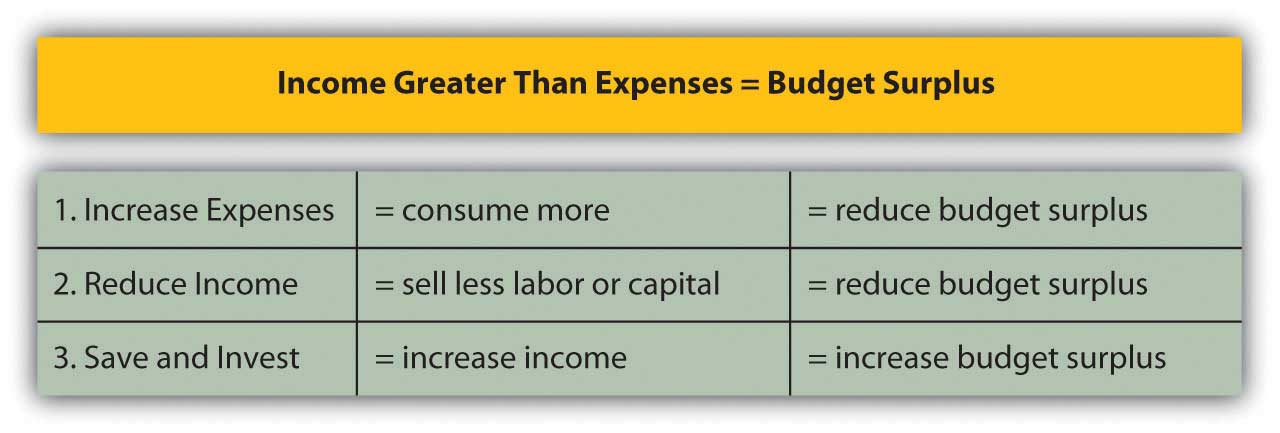 Income Greater Than Expenses = Budget Surplus
1. Increase Expenses = consume more = reduce budget surplus
2. Reduce Income = sell less labor or capital = reduce budget surplus
3. Save and Invest = increase income = increase budget surplus